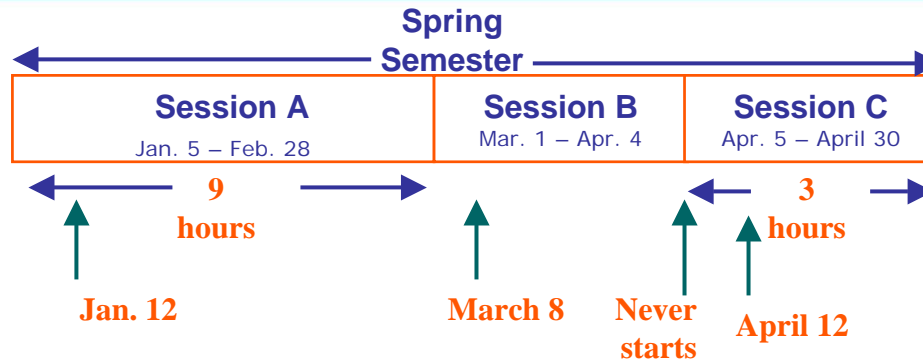 Spring
Semester
Session A
Jan. 5 – Feb. 28
Session B
Mar. 1 – Apr. 4
Session C
Apr. 5 – April 30
9
hours
3
hours
Jan. 12
March 8
Never
starts
April 12